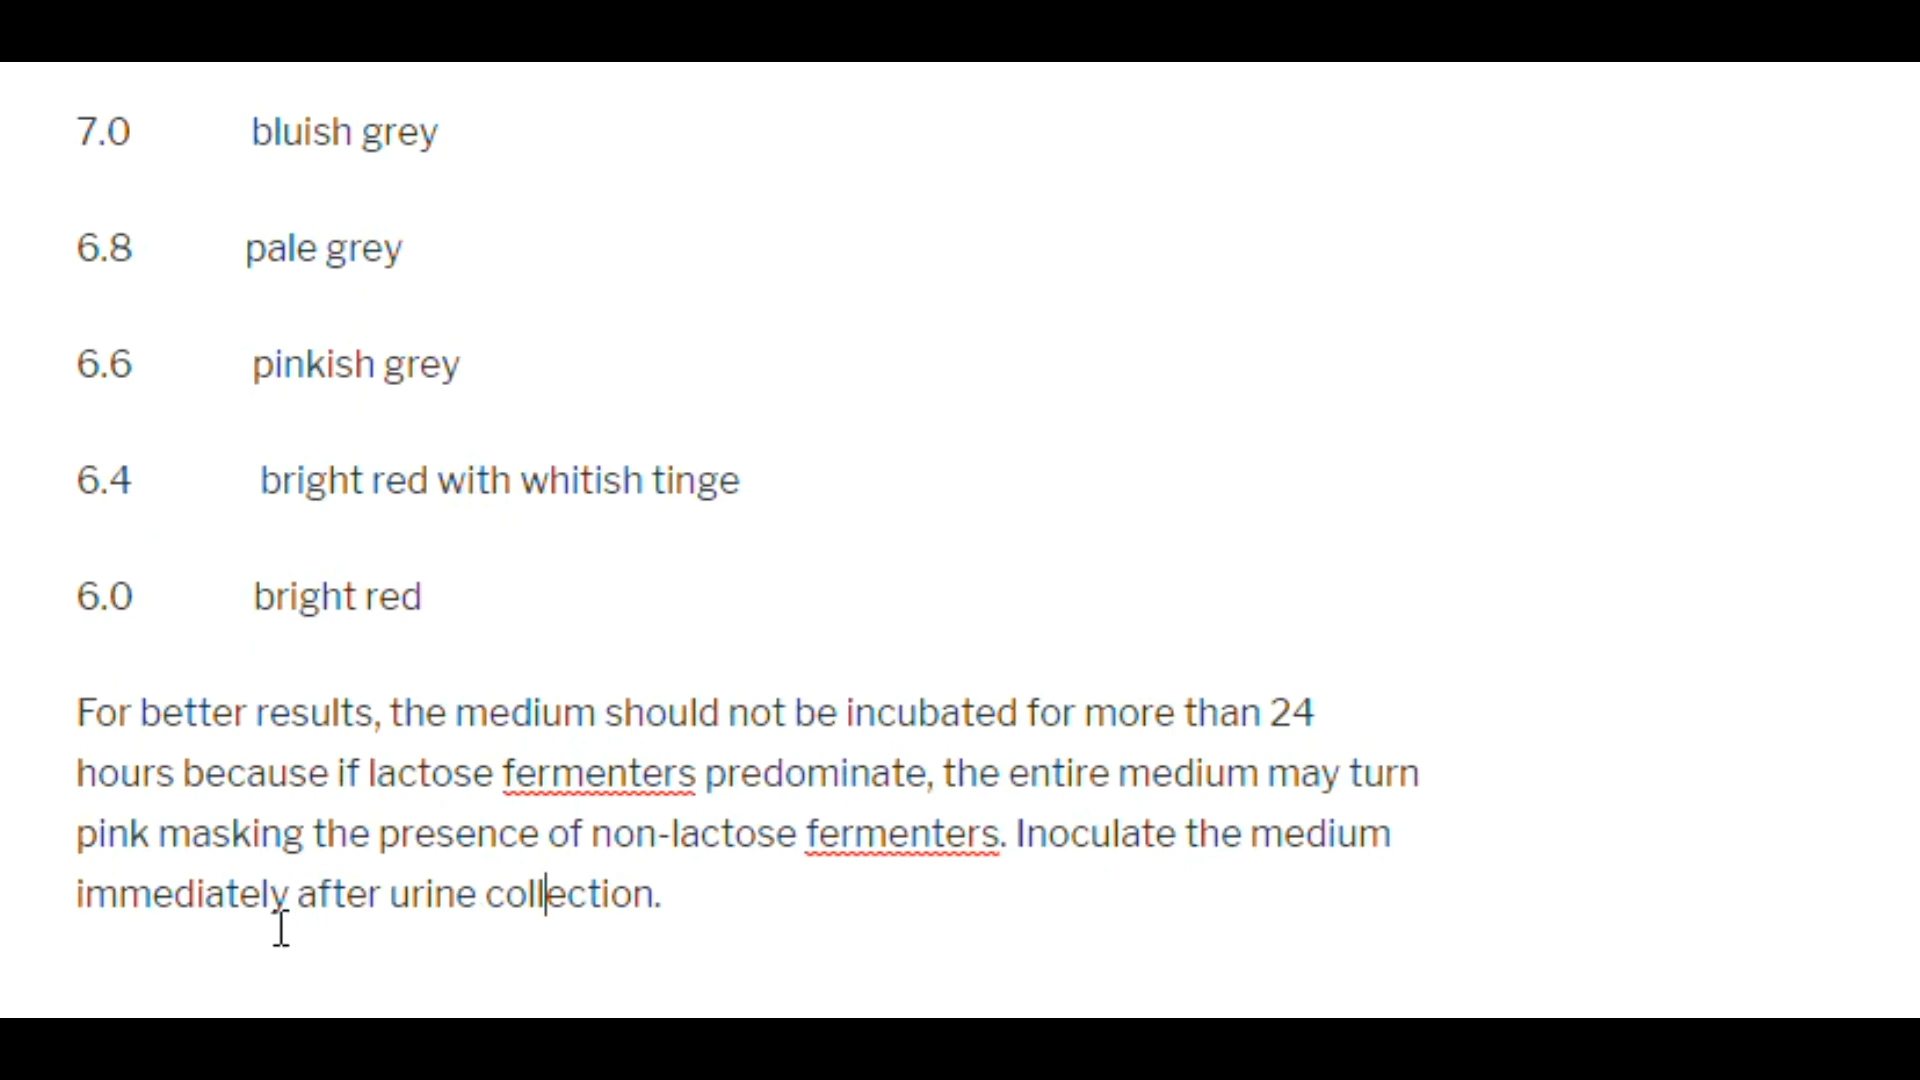 7.0 bluish grey
6.8 pale grey
6.6 pinkish grey
6.4 bright red with whitish tinge
6.0 bright red
For better results, the medium should not be incubated for more than 24
hours because if lactose fermenters predominate, the entire medium may turn
pink masking the presence of non-lactose fermenters. Inoculate the medium
immediately after urine collection.